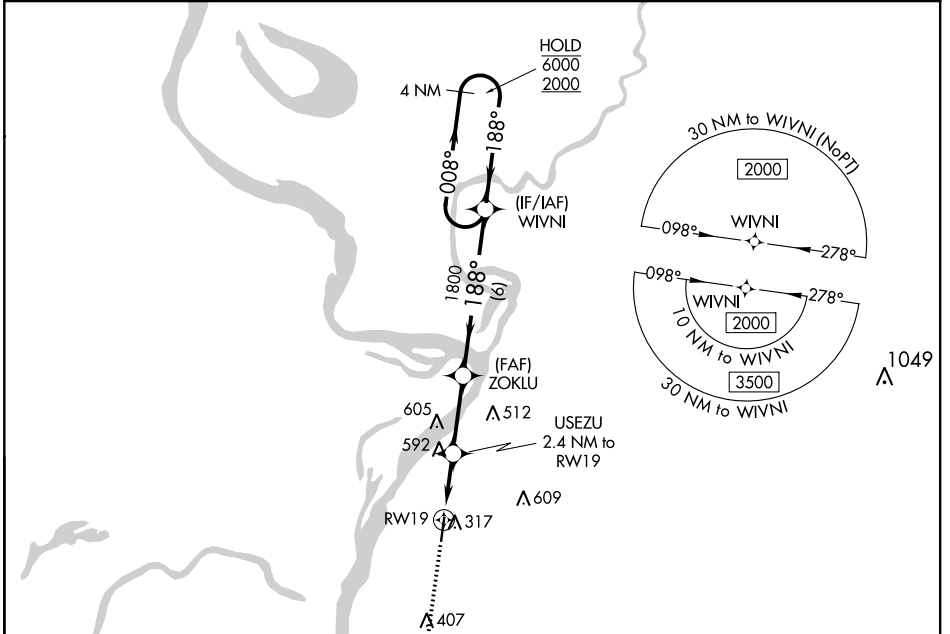 HOLD
6000
2000
4 NM
188°
008°
(IF/IAF)
WIVNI
1800
188°
(6)
(FAF)
ZOKLU
605
512
592
USEZU
2.4 NM to
RW19
609
RW19
317
407
30 NM to WIVNI (NoPT)
2000
WIVNI
098°
278°
098°
278°
WIVNI
2000
10 NM to WIVNI
3500
30 NM to WIVNI
1049